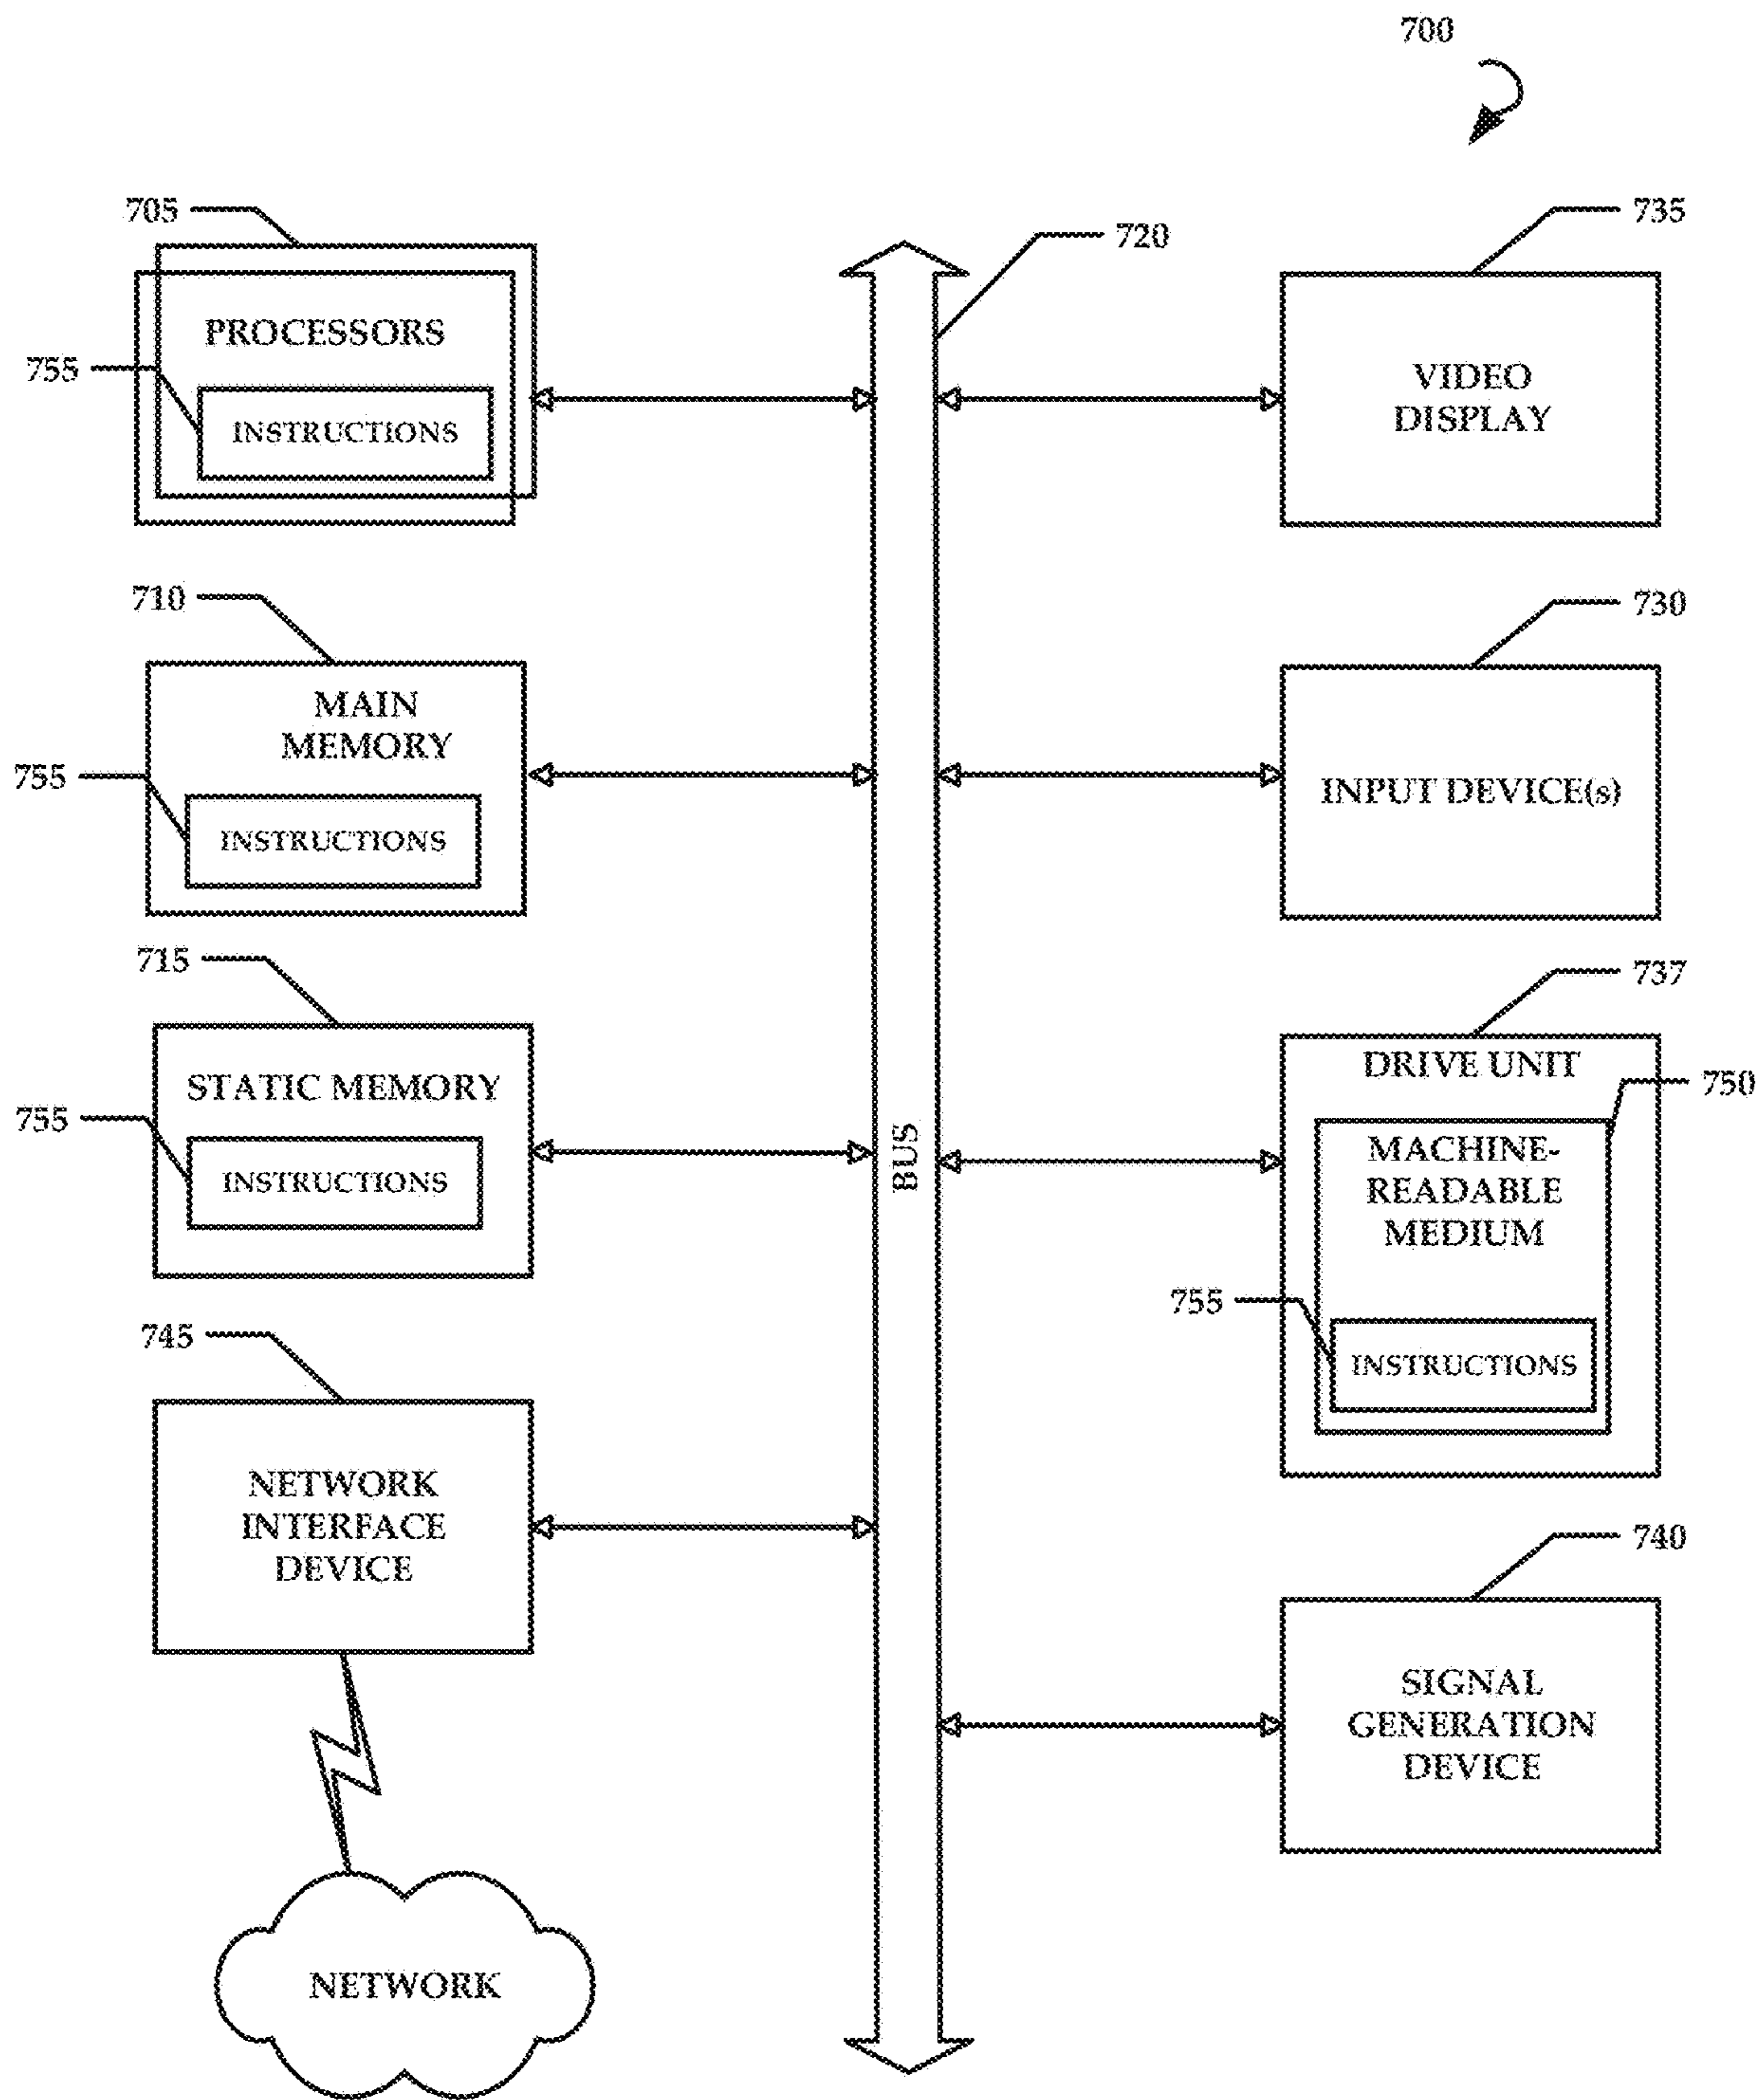 700
705
PROCESSORS
755
INSTRUCTIONS
720
735
VIDEO
DISPLAY
710
MAIN
MEMORY
755
INSTRUCTIONS
730
INPUT DEVICE(s)
715
STATIC MEMORY
755
INSTRUCTIONS
BUS
737
DRIVE UNIT
750
MACHINE-
READABLE
MEDIUM
755
INSTRUCTIONS
745
NETWORK
INTERFACE
DEVICE
740
SIGNAL
GENERATION
DEVICE
NETWORK